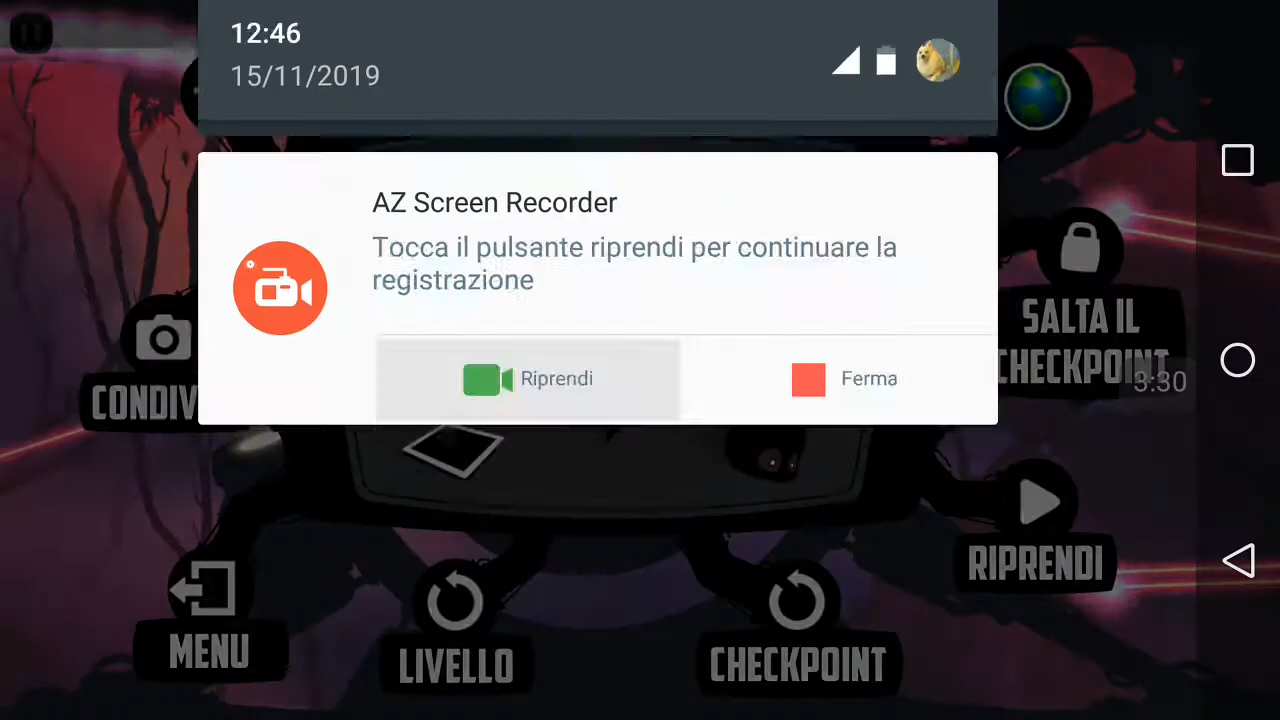 12:46
15/11/2019
AZ Screen Recorder
Tocca il pulsante riprendi per continuare la
registrazione
Riprendi
Ferma
SALTA IL
CHECKPOINT
3:30
CONDIV
RIPRENDI
MENU
LIVELLO
CHECKPOINT